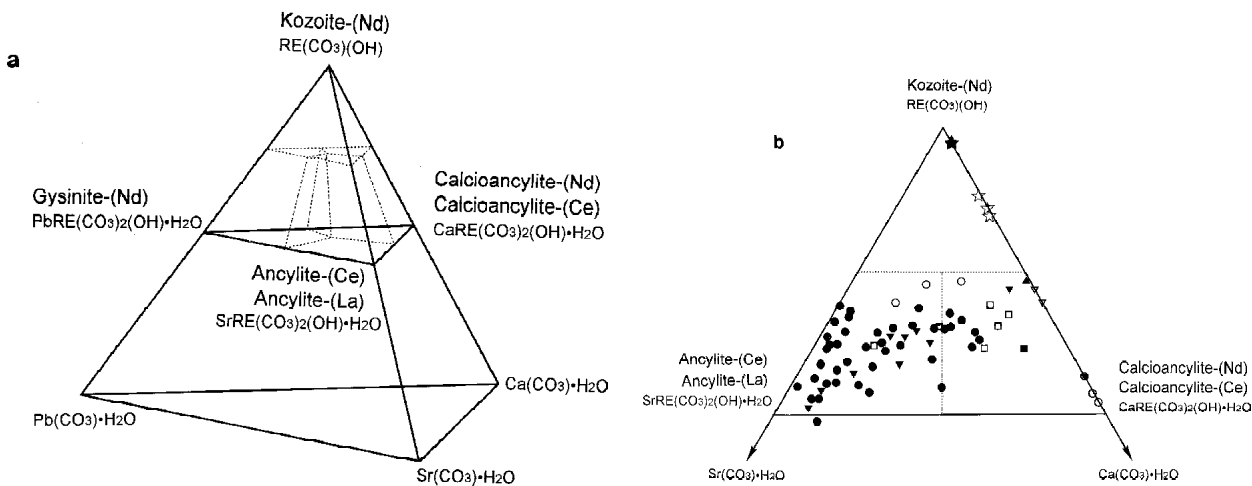 a
Kozoite-(Nd)
RE(CO3)(OH)
Gysinite-(Nd)
PbRE(CO3)2(OH)•H2O
Calcioancylite-(Nd)
Calcioancylite-(Ce)
CaRE(CO3)2(OH)•H2O
Ancylite-(Ce)
Ancylite-(La)
SrRE(CO3)2(OH)•H2O
Pb(CO3)•H2O
Ca(CO3)•H2O
Sr(CO3)•H2O
b
Kozoite-(Nd)
RE(CO3)(OH)
Ancylite-(Ce)
Ancylite-(La)
SrRE(CO3)2(OH)•H2O
Calcioancylite-(Nd)
Calcioancylite-(Ce)
CaRE(CO3)2(OH)•H2O
Sr(CO3)•H2O
Ca(CO3)•H2O